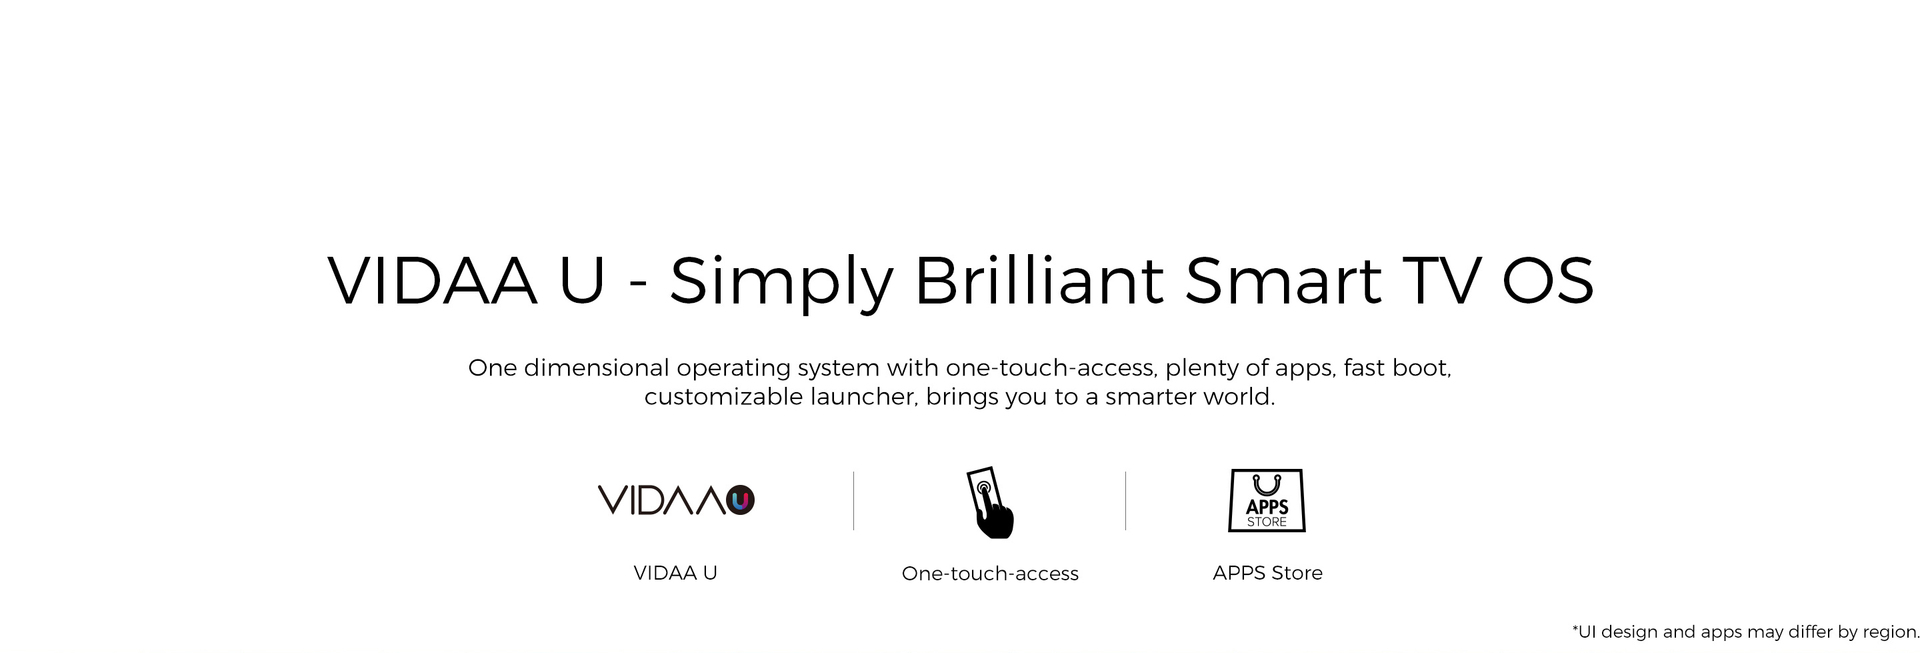 VIDAA U - Simply Brilliant Smart TV OS
One dimensional operating system with one-touch-access, plenty of apps, fast boot,
customizable launcher, brings you to a smarter world.
VIDAA U
APPS
STORE
VIDAA U
One-touch-access
APPS Store
*UI design and apps may differ by region.